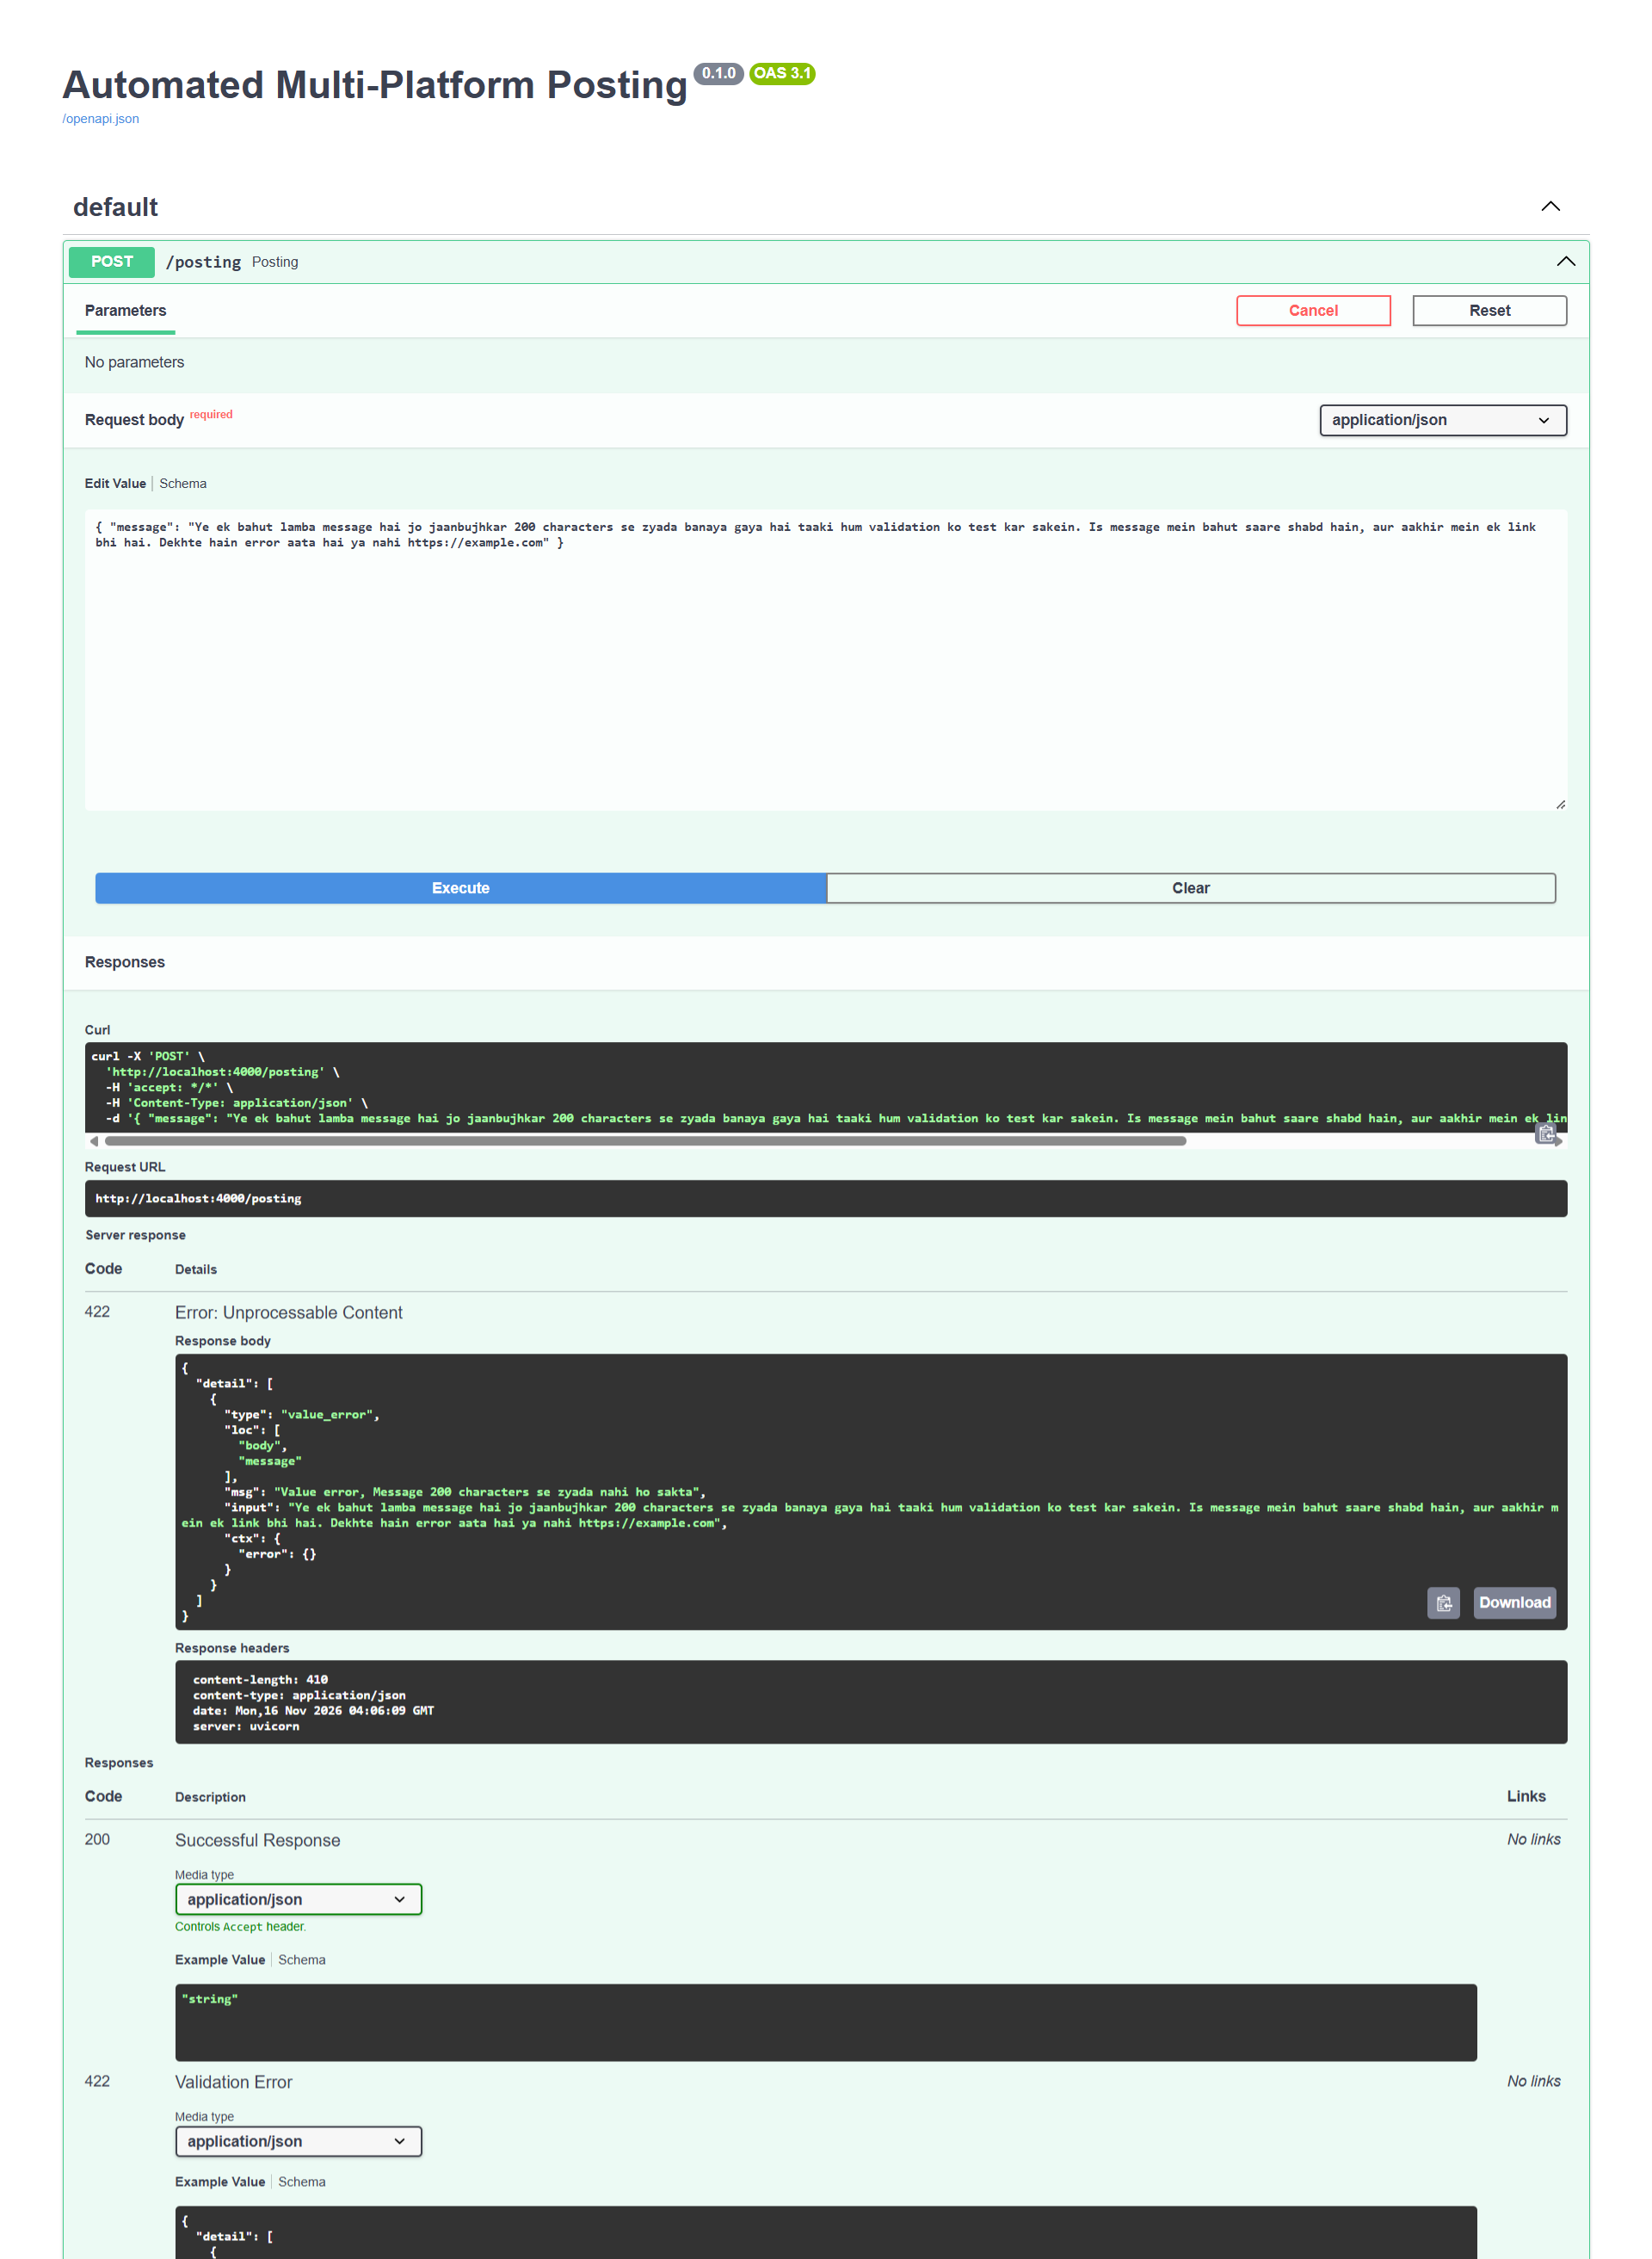 Automated Multi-Platform Posting 0.1.0 OAS 3.1
/openapi.json
default
POST /posting Posting
Parameters
Cancel
Reset
No parameters
Request body required
application/json
Edit Value | Schema
{ "message": "Ye ek bahut lamba message hai jo jaanbujhkar 200 characters se zyada banaya gaya hai taaki hum validation ko test kar sakein. Is message mein bahut saare shabd hain, aur aakhir mein ek link
bhi hai. Dekhte hain error aata hai ya nahi https://example.com" }
Execute
Clear
Responses
Curl
curl -X 'POST' \
'http://localhost:4000/posting' \
-H 'accept: */*' \
-H 'Content-Type: application/json' \
-d '{ "message": "Ye ek bahut lamba message hai jo jaanbujhkar 200 characters se zyada banaya gaya hai taaki hum validation ko test kar sakein. Is message mein bahut saare shabd hain, aur aakhir mein ek lin
Request URL
http://localhost:4000/posting
Server response
Code Details
422 Error: Unprocessable Content
Response body
{
"detail": [
{
"type": "value_error",
"loc": [
"body",
"message"
],
"msg": "Value error, Message 200 characters se zyada nahi ho sakta",
"input": "Ye ek bahut lamba message hai jo jaanbujhkar 200 characters se zyada banaya gaya hai taaki hum validation ko test kar sakein. Is message mein bahut saare shabd hain, aur aakhir m
ein ek link bhi hai. Dekhte hain error aata hai ya nahi https://example.com",
"ctx": {
"error": {}
}
}
]
}
Download
Response headers
content-length: 410
content-type: application/json
date: Mon,16 Nov 2026 04:06:09 GMT
server: uvicorn
Responses
Code Description Links
200 Successful Response No links
Media type
application/json
Controls Accept header.
Example Value | Schema
"string"
422 Validation Error No links
Media type
application/json
Example Value | Schema
{
"detail": [
{